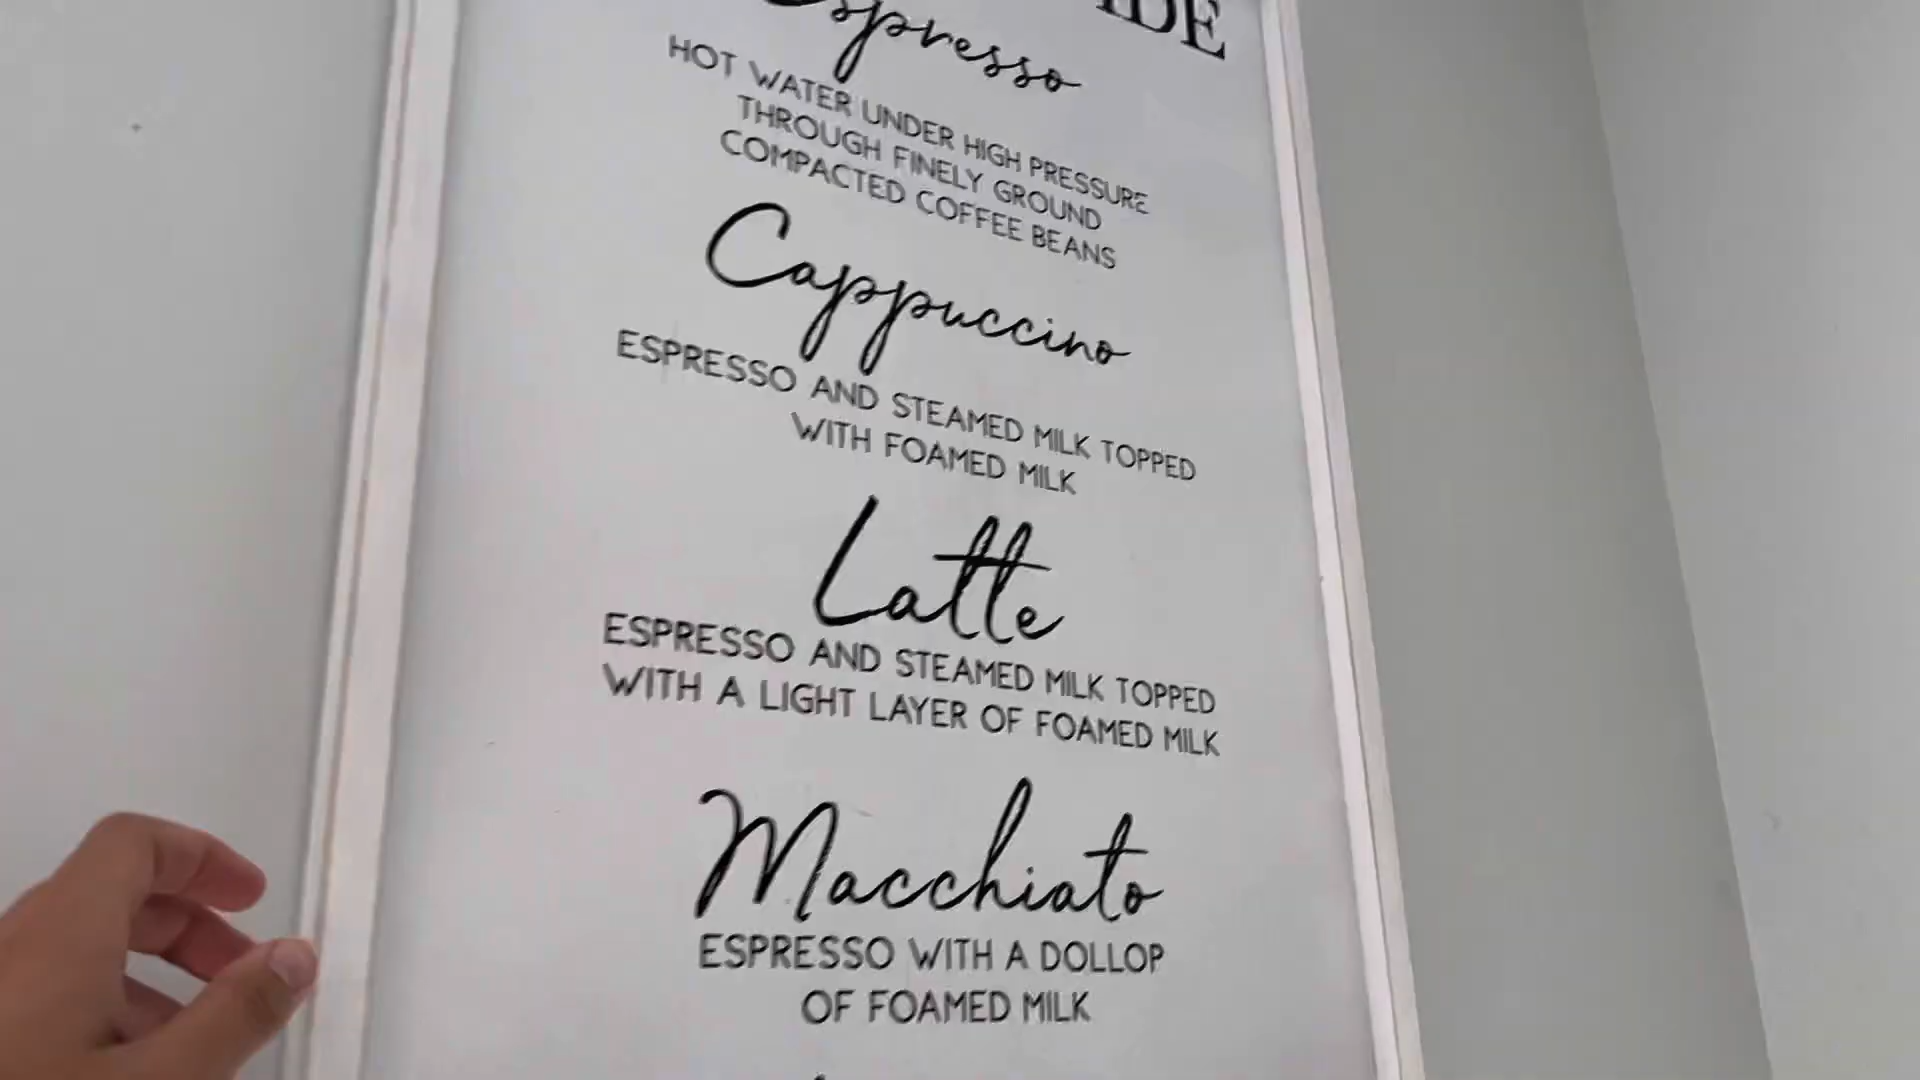 Espresso
HOT WATER UNDER HIGH PRESSURE
THROUGH FINELY GROUND
COMPACTED COFFEE BEANS
Cappuccino
ESPRESSO AND STEAMED MILK TOPPED
WITH FOAMED MILK
Latte
ESPRESSO AND STEAMED MILK TOPPED
WITH A LIGHT LAYER OF FOAMED MILK
Macchiato
ESPRESSO WITH A DOLLOP
OF FOAMED MILK